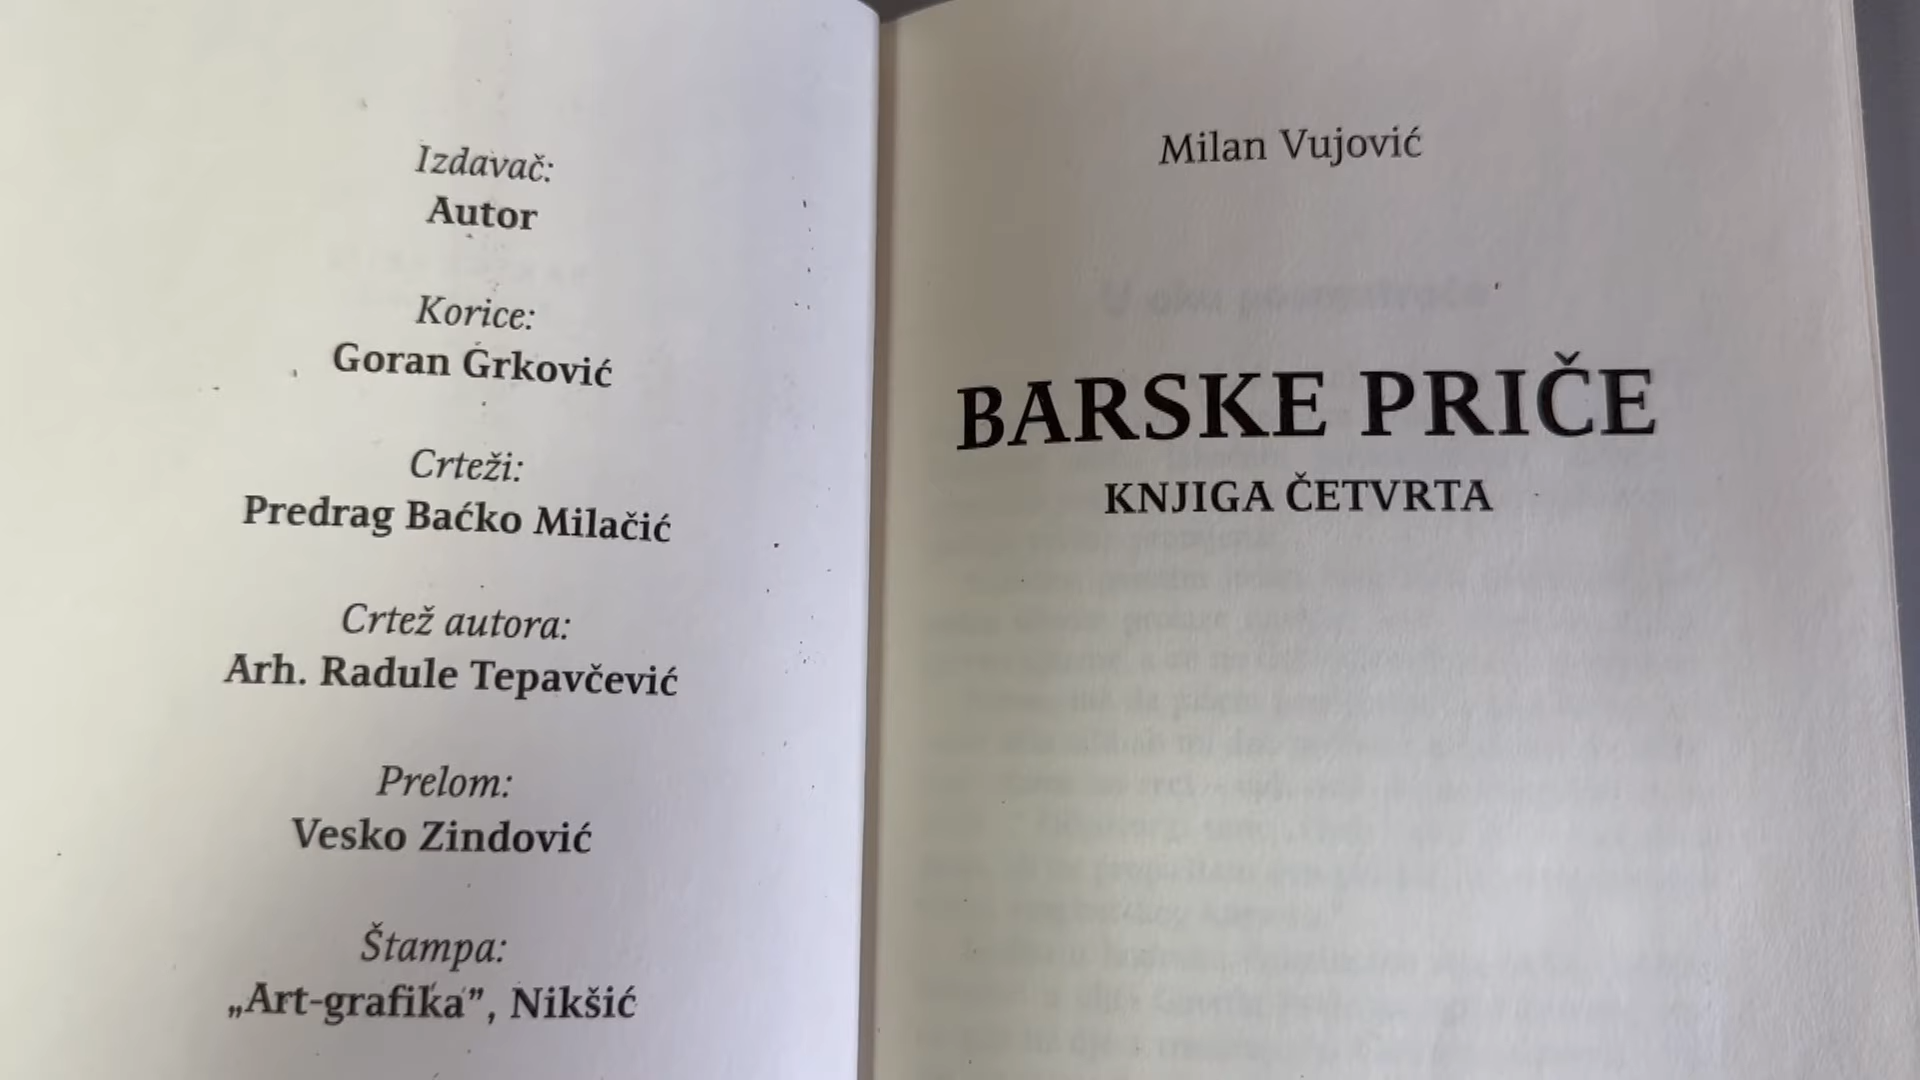 Izdavač:
Autor
Korice:
Goran Grković
Crteži:
Predrag Baćko Milačić
Crtež autora:
Arh. Radule Tepavčević
Prelom:
Vesko Zindović
Štampa:
„Art-grafika”, Nikšić
Milan Vujović
BARSKE PRIČE
KNJIGA ČETVRTA